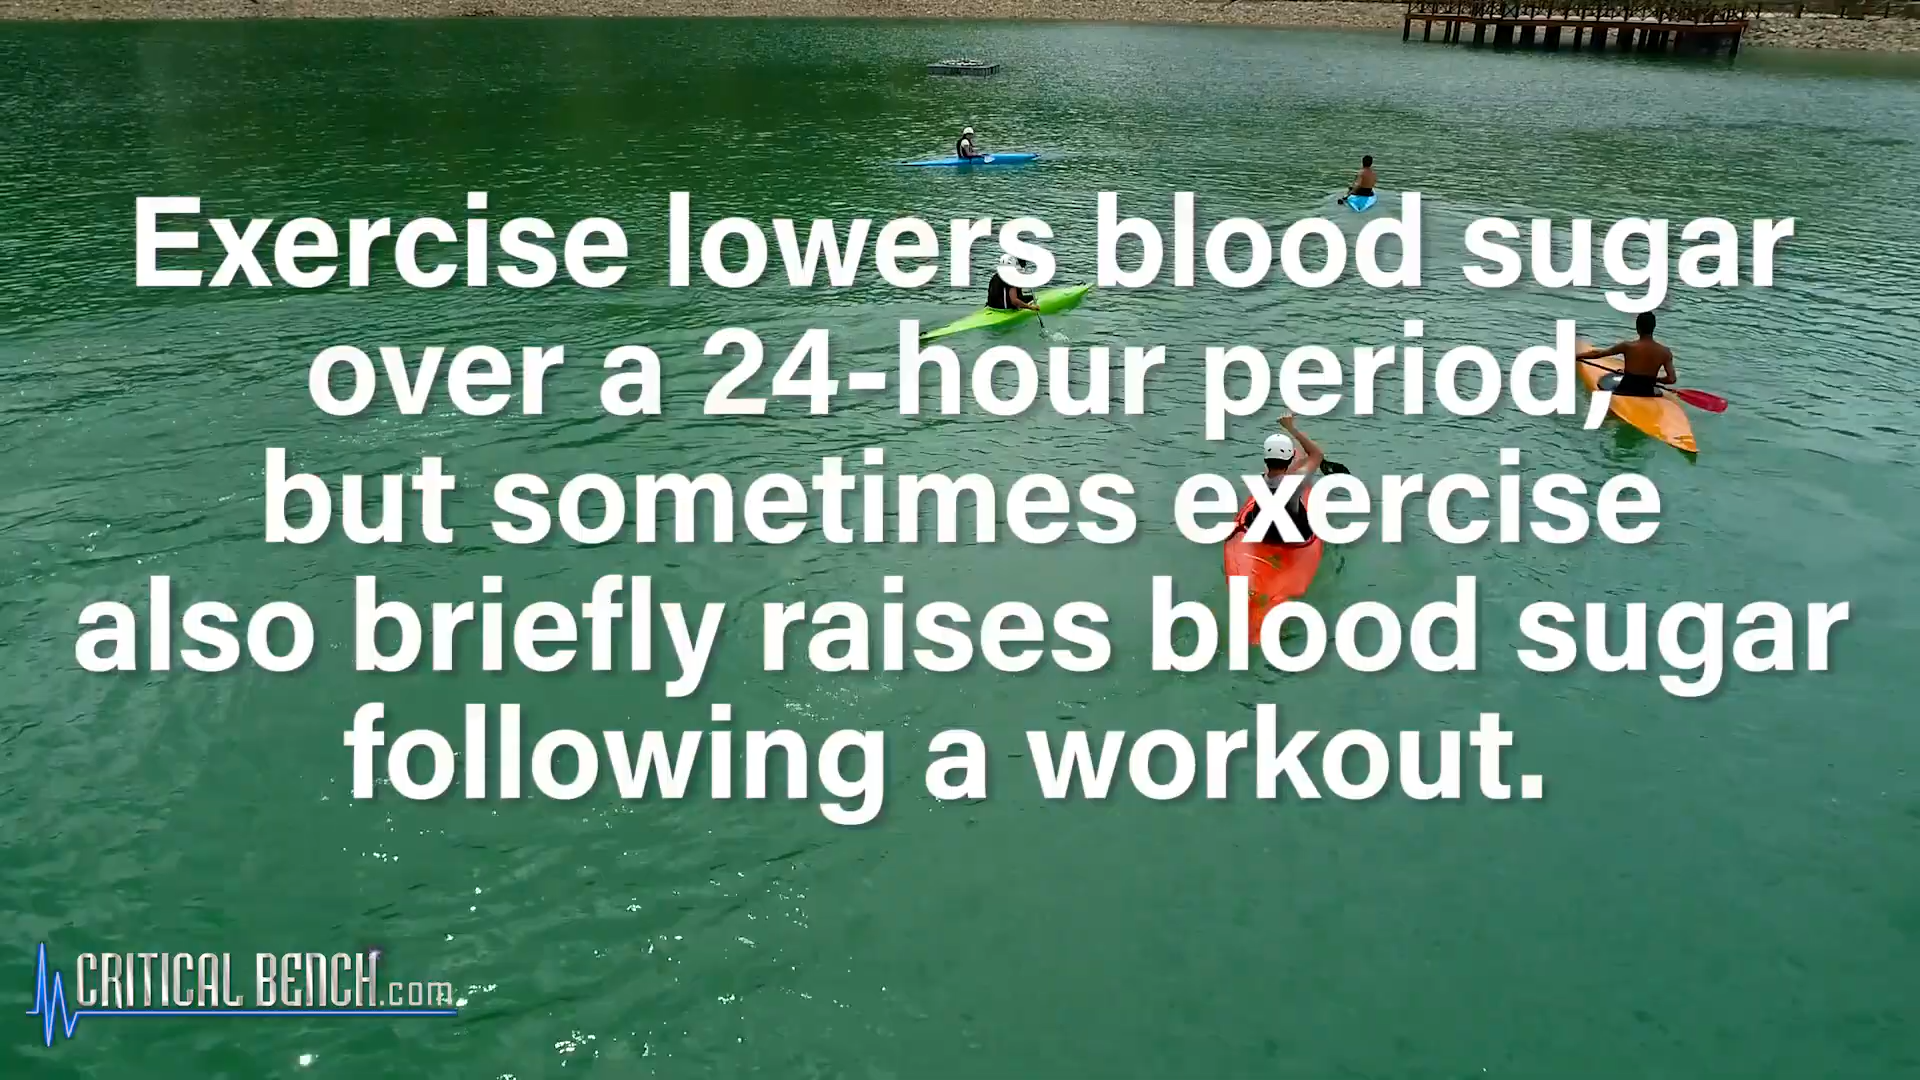 Exercise lowers blood sugar
over a 24-hour period,
but sometimes exercise
also briefly raises blood sugar
following a workout.
CRITICAL BENCH.com